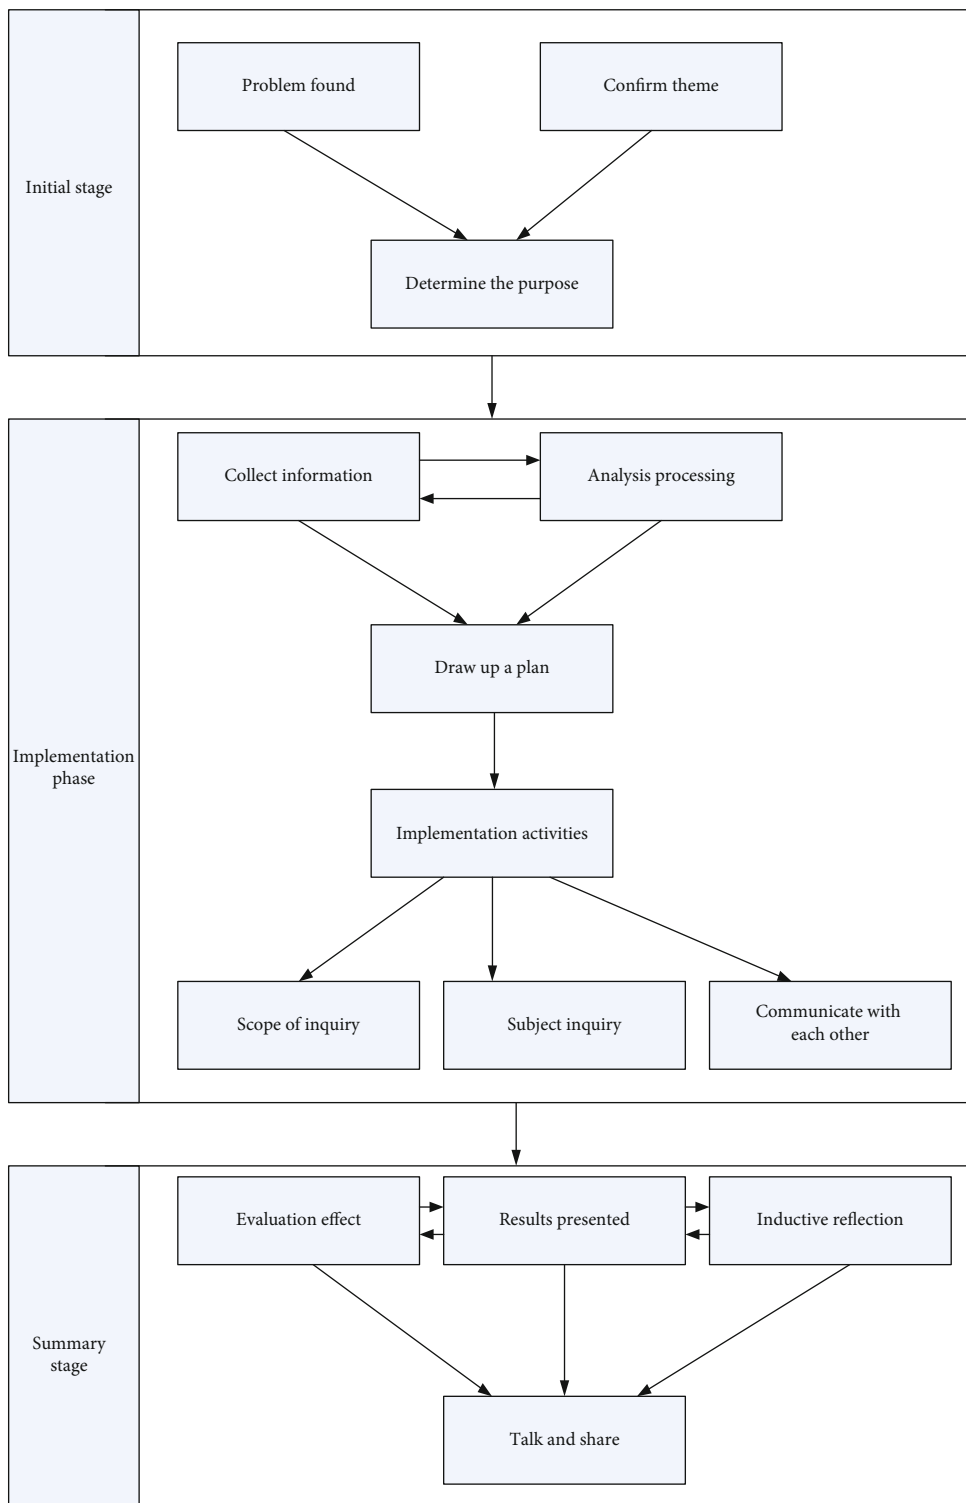 Initial stage
Problem found
Confirm theme
Determine the purpose
Implementation
phase
Collect information
Analysis processing
Draw up a plan
Implementation activities
Scope of inquiry
Subject inquiry
Communicate with
each other
Summary
stage
Evaluation effect
Results presented
Inductive reflection
Talk and share